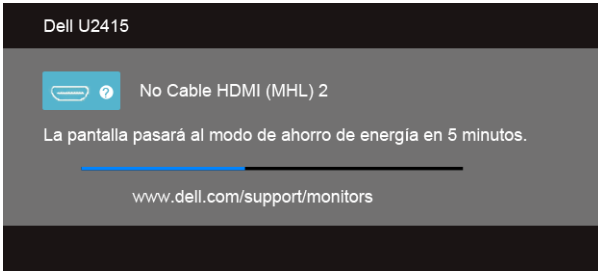 Dell U2415
? No Cable HDMI (MHL) 2
La pantalla pasará al modo de ahorro de energía en 5 minutos.
www.dell.com/support/monitors